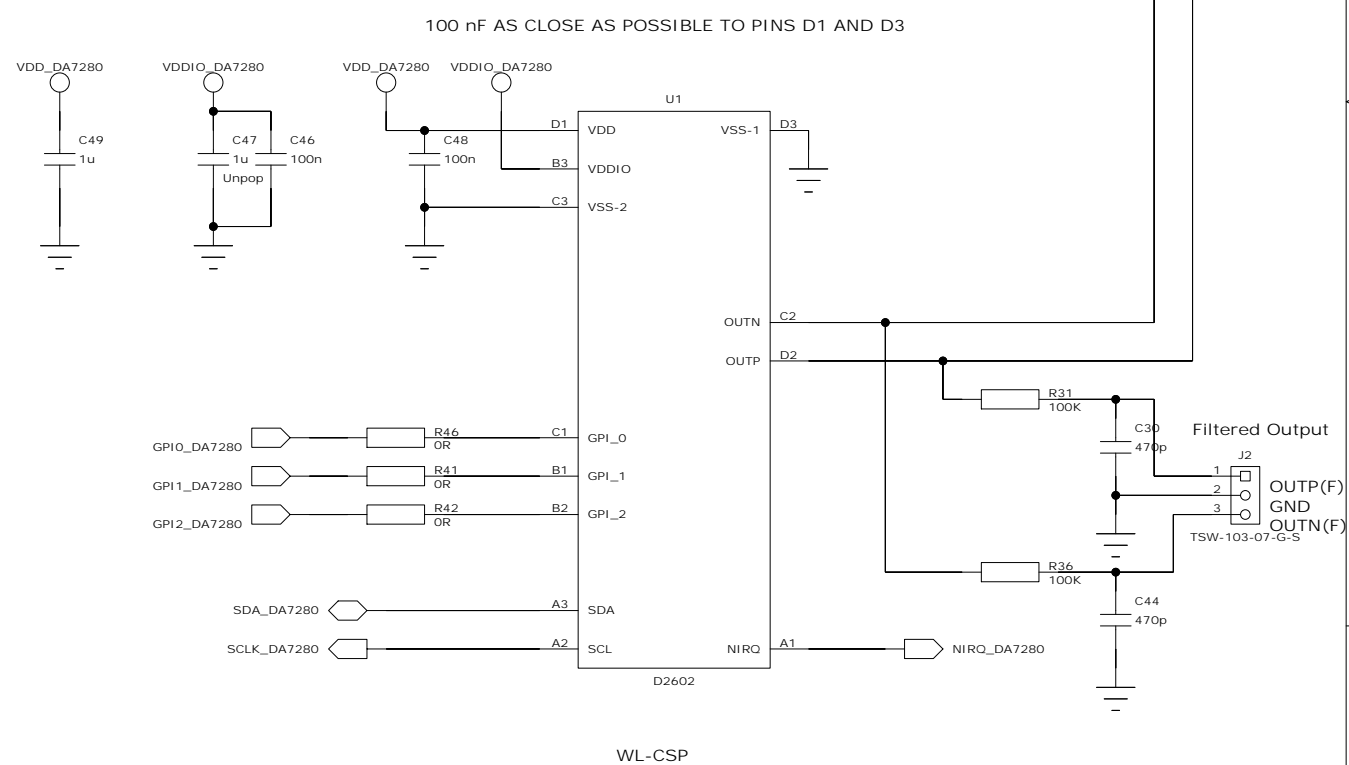 100 nF AS CLOSE AS POSSIBLE TO PINS D1 AND D3
VDD_DA7280
VDDIO_DA7280
VDD_DA7280
VDDIO_DA7280
C49
1u
C47
1u
Unpop
C46
100n
C48
100n
U1
D1
VDD
B3
VDDIO
C3
VSS-2
VSS-1
D3
OUTN
C2
OUTP
D2
R31
100K
C30
470p
Filtered Output
J2
1
2
3
OUTP(F)
GND
OUTN(F)
TSW-103-07-G-S
R36
100K
C44
470p
GPI0_DA7280
R46
0R
C1
GPI_0
GPI1_DA7280
R41
0R
B1
GPI_1
GPI2_DA7280
R42
0R
B2
GPI_2
SDA_DA7280
A3
SDA
SCLK_DA7280
A2
SCL
NIRQ
A1
NIRQ_DA7280
D2602
WL-CSP